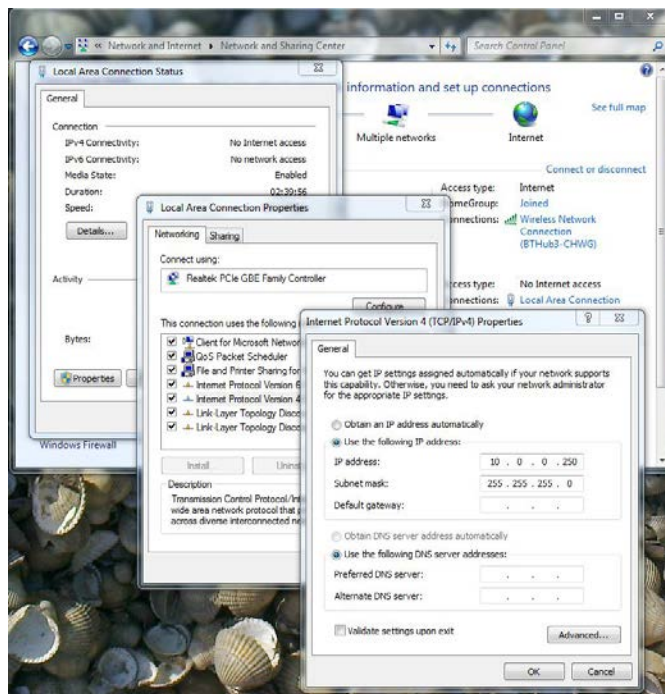 Network and Internet
Network and Sharing Center
Search Control Panel
information and set up connections
See full map
Multiple networks
Internet
Connect or disconnect
Access type:
Internet
HomeGroup:
Joined
onnections:
Wireless Network
Connection
(BTHub3-CHWG)
ccess type:
No Internet access
onnections:
Local Area Connection
Windows Firewall
Local Area Connection Status
General
Connection
IPv4 Connectivity:
No Internet access
IPv6 Connectivity:
No network access
Media State:
Enabled
Duration:
02:39:56
Speed:
Details...
Activity
Bytes:
Properties
Local Area Connection Properties
Networking
Sharing
Connect using:
Realtek PCIe GBE Family Controller
Configure...
This connection uses the following
Client for Microsoft Networ
QoS Packet Scheduler
File and Printer Sharing for
Internet Protocol Version 6
Internet Protocol Version 4
Link-Layer Topology Disco
Link-Layer Topology Disco
Install...
Uninst
Description
Transmission Control Protocol/Int
wide area network protocol that p
across diverse interconnected ne
Internet Protocol Version 4 (TCP/IPv4) Properties
General
You can get IP settings assigned automatically if your network supports
this capability. Otherwise, you need to ask your network administrator
for the appropriate IP settings.
Obtain an IP address automatically
Use the following IP address:
IP address:
10 . 0 . 0 . 250
Subnet mask:
255 . 255 . 255 . 0
Default gateway:
Obtain DNS server address automatically
Use the following DNS server addresses:
Preferred DNS server:
Alternate DNS server:
Validate settings upon exit
Advanced...
OK
Cancel